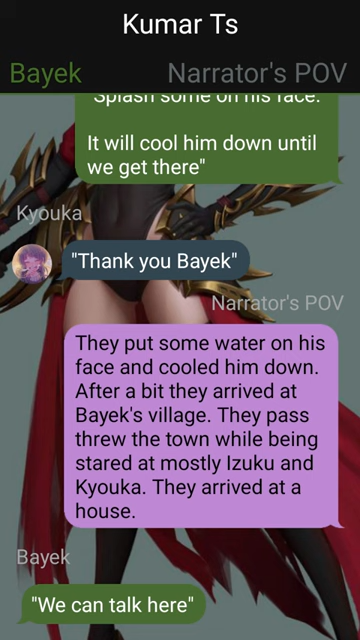 Kumar Ts
Bayek
Narrator's POV
Splash some on his face.
It will cool him down until
we get there"
Kyouka
"Thank you Bayek"
Narrator's POV
They put some water on his
face and cooled him down.
After a bit they arrived at
Bayek's village. They pass
threw the town while being
stared at mostly Izuku and
Kyouka. They arrived at a
house.
Bayek
"We can talk here"